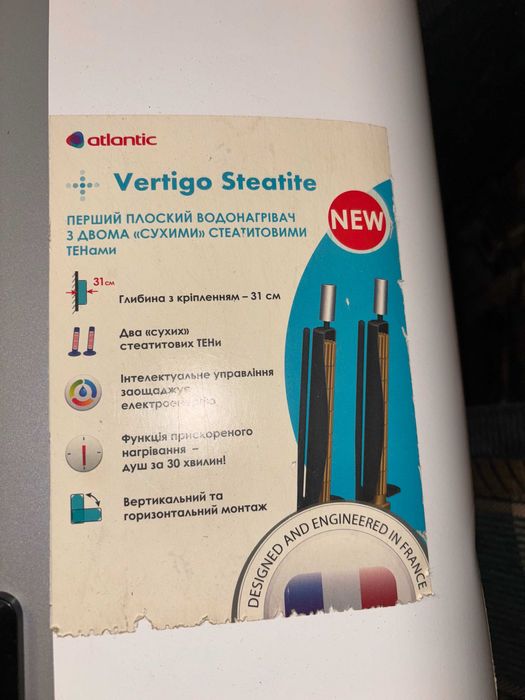 atlantic
Vertigo Steatite
ПЕРШИЙ ПЛОСКИЙ ВОДОНАГРІВАЧ
З ДВОМА «СУХИМИ» СТЕАТИТОВИМИ
ТЕНами
NEW
31см
Глибина з кріпленням – 31 см
Два «сухих»
стеатитових ТЕНи
Інтелектуальне управління
заощаджує
електроенергію
Функція прискореного
нагрівання –
душ за 30 хвилин!
Вертикальний та
горизонтальний монтаж
DESIGNED AND ENGINEERED IN FRANCE